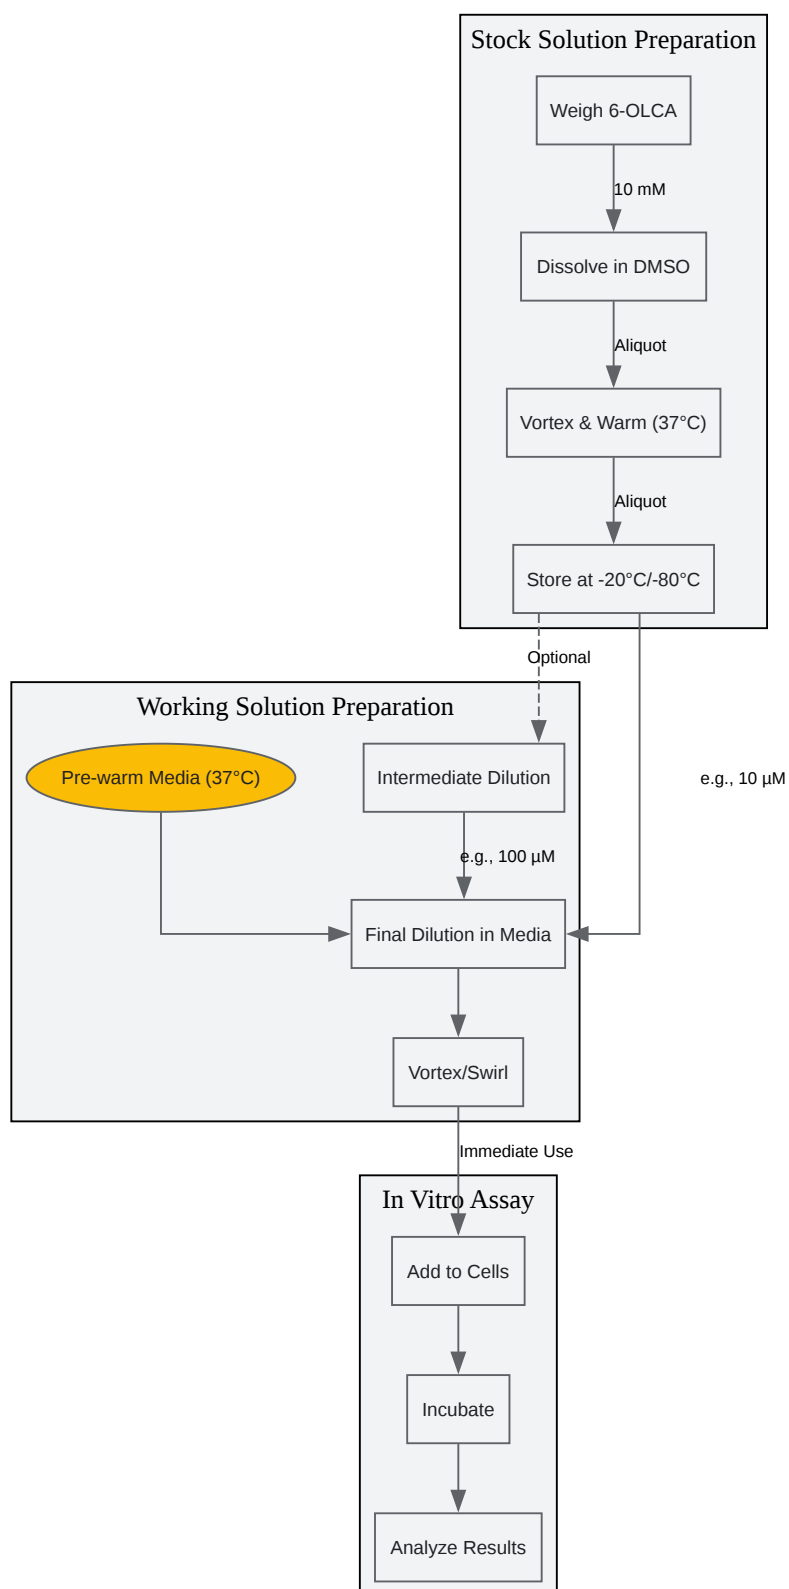 Stock Solution Preparation
Weigh 6-OLCA
10 mM
Dissolve in DMSO
Aliquot
Vortex & Warm (37°C)
Aliquot
Store at -20°C/-80°C
Optional
Working Solution Preparation
Pre-warm Media (37°C)
Intermediate Dilution
e.g., 10 µM
e.g., 100 µM
Final Dilution in Media
Vortex/Swirl
Immediate Use
In Vitro Assay
Add to Cells
Incubate
Analyze Results